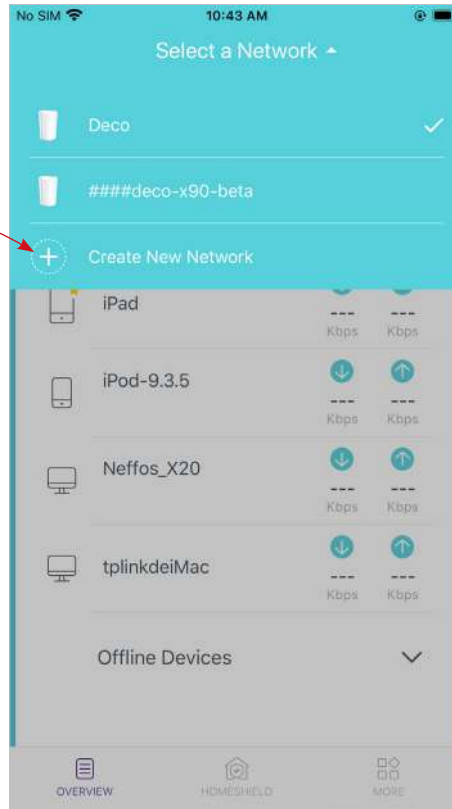 No SIM 10:43 AM
Select a Network
Deco
####deco-x90-beta
Create New Network
iPad
--- ---
Kbps Kbps
iPod-9.3.5
--- ---
Kbps Kbps
Neffos_X20
--- ---
Kbps Kbps
tplinkdeiMac
--- ---
Kbps Kbps
Offline Devices
OVERVIEW HOMESHIELD MORE